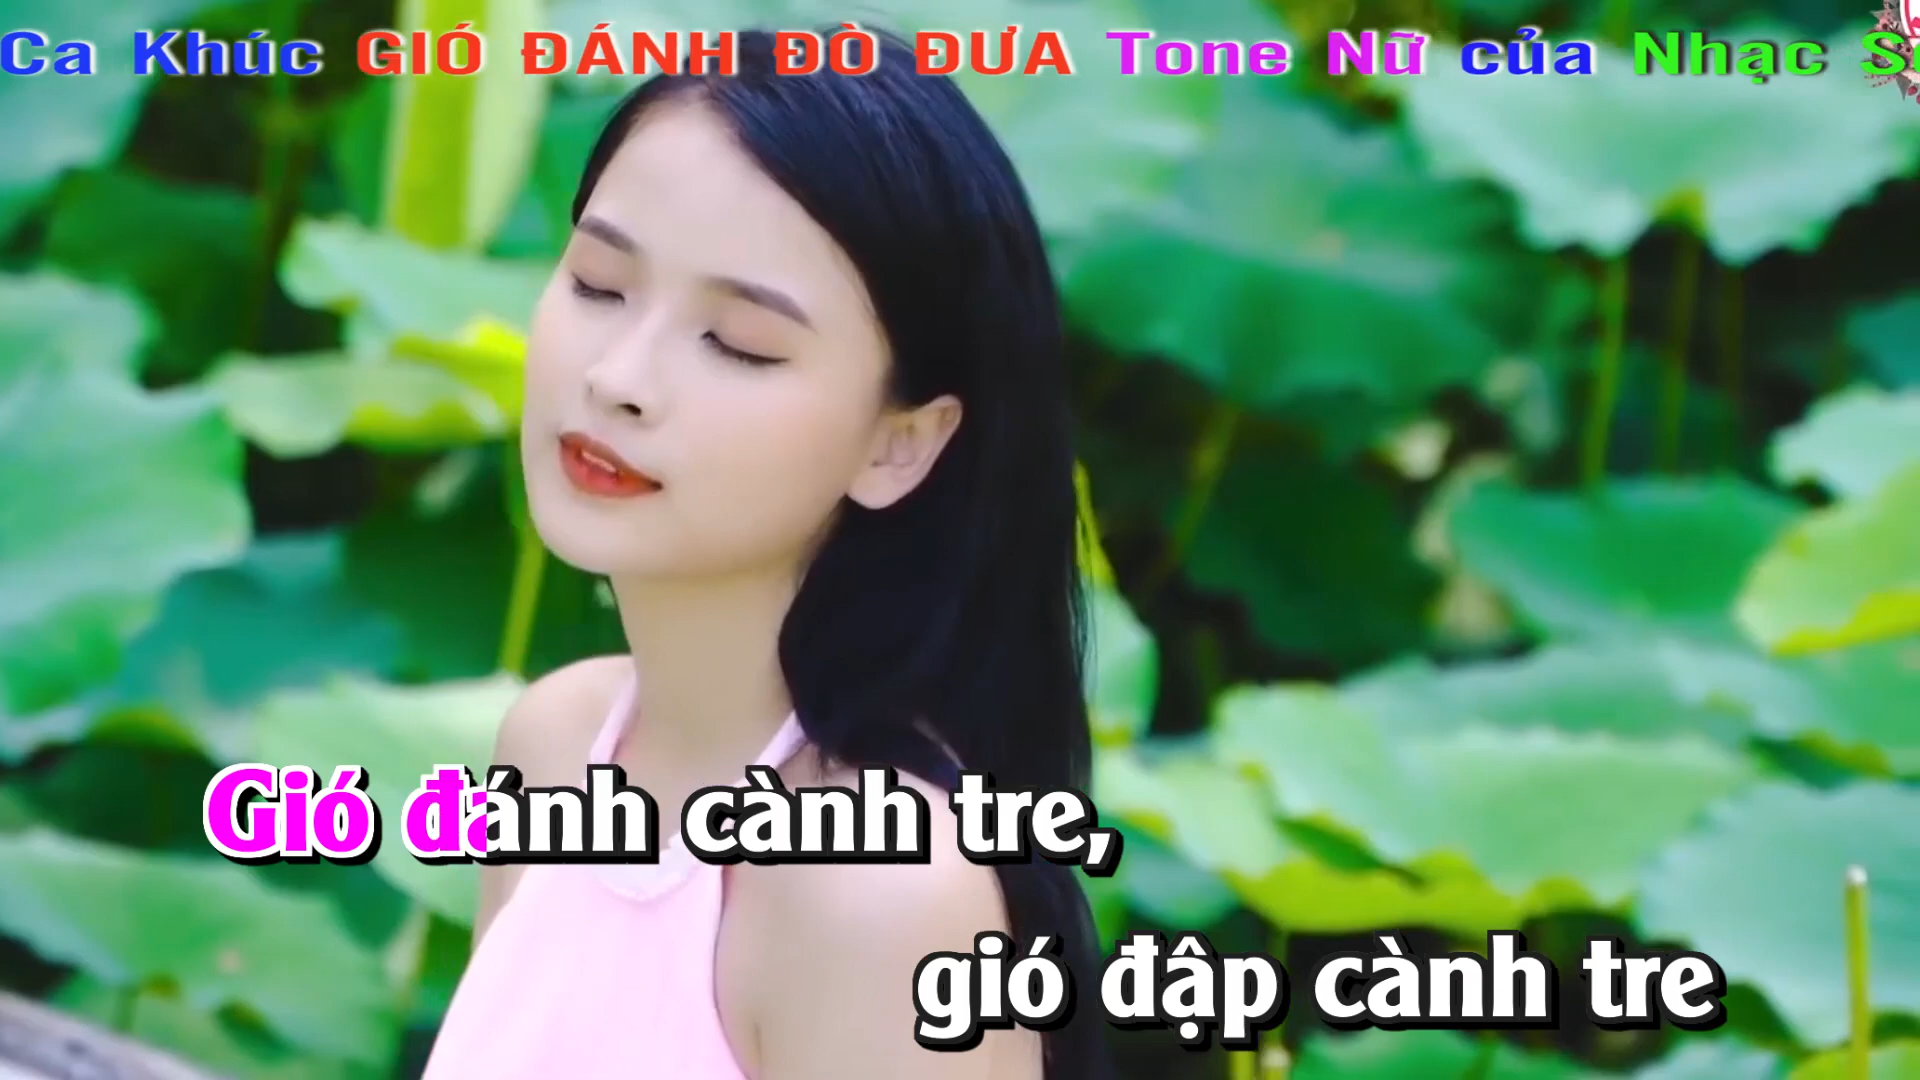 Ca Khúc GIÓ ĐÁNH ĐÒ ĐƯA Tone Nữ của Nhạc
Gió đánh cành tre,
gió đập cành tre